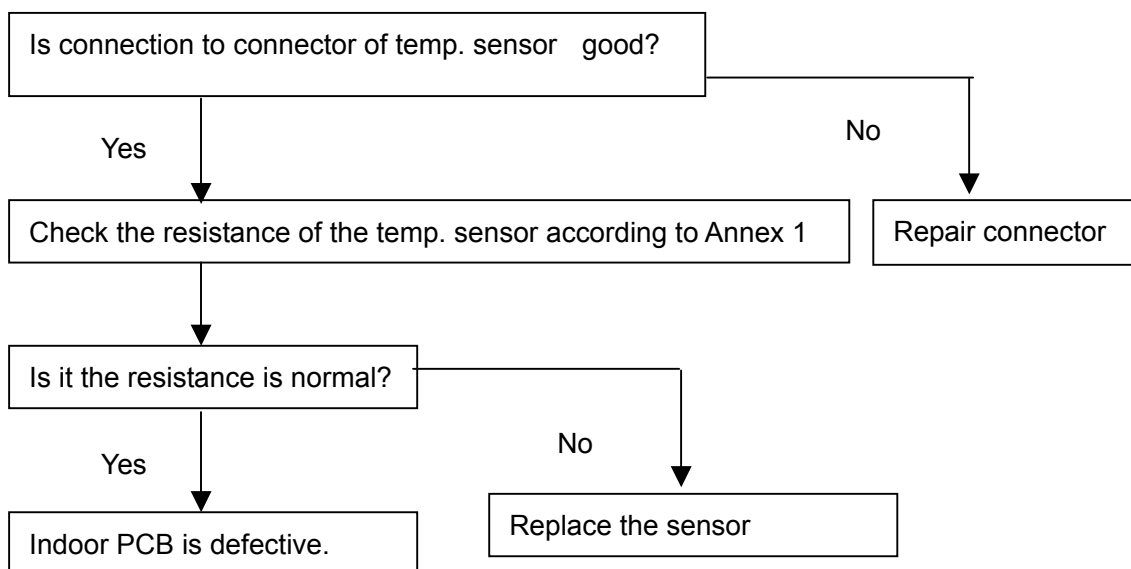 Is connection to connector of temp. sensor good?
No
Yes
Check the resistance of the temp. sensor according to Annex 1
Repair connector
Is it the resistance is normal?
No
Yes
Replace the sensor
Indoor PCB is defective.